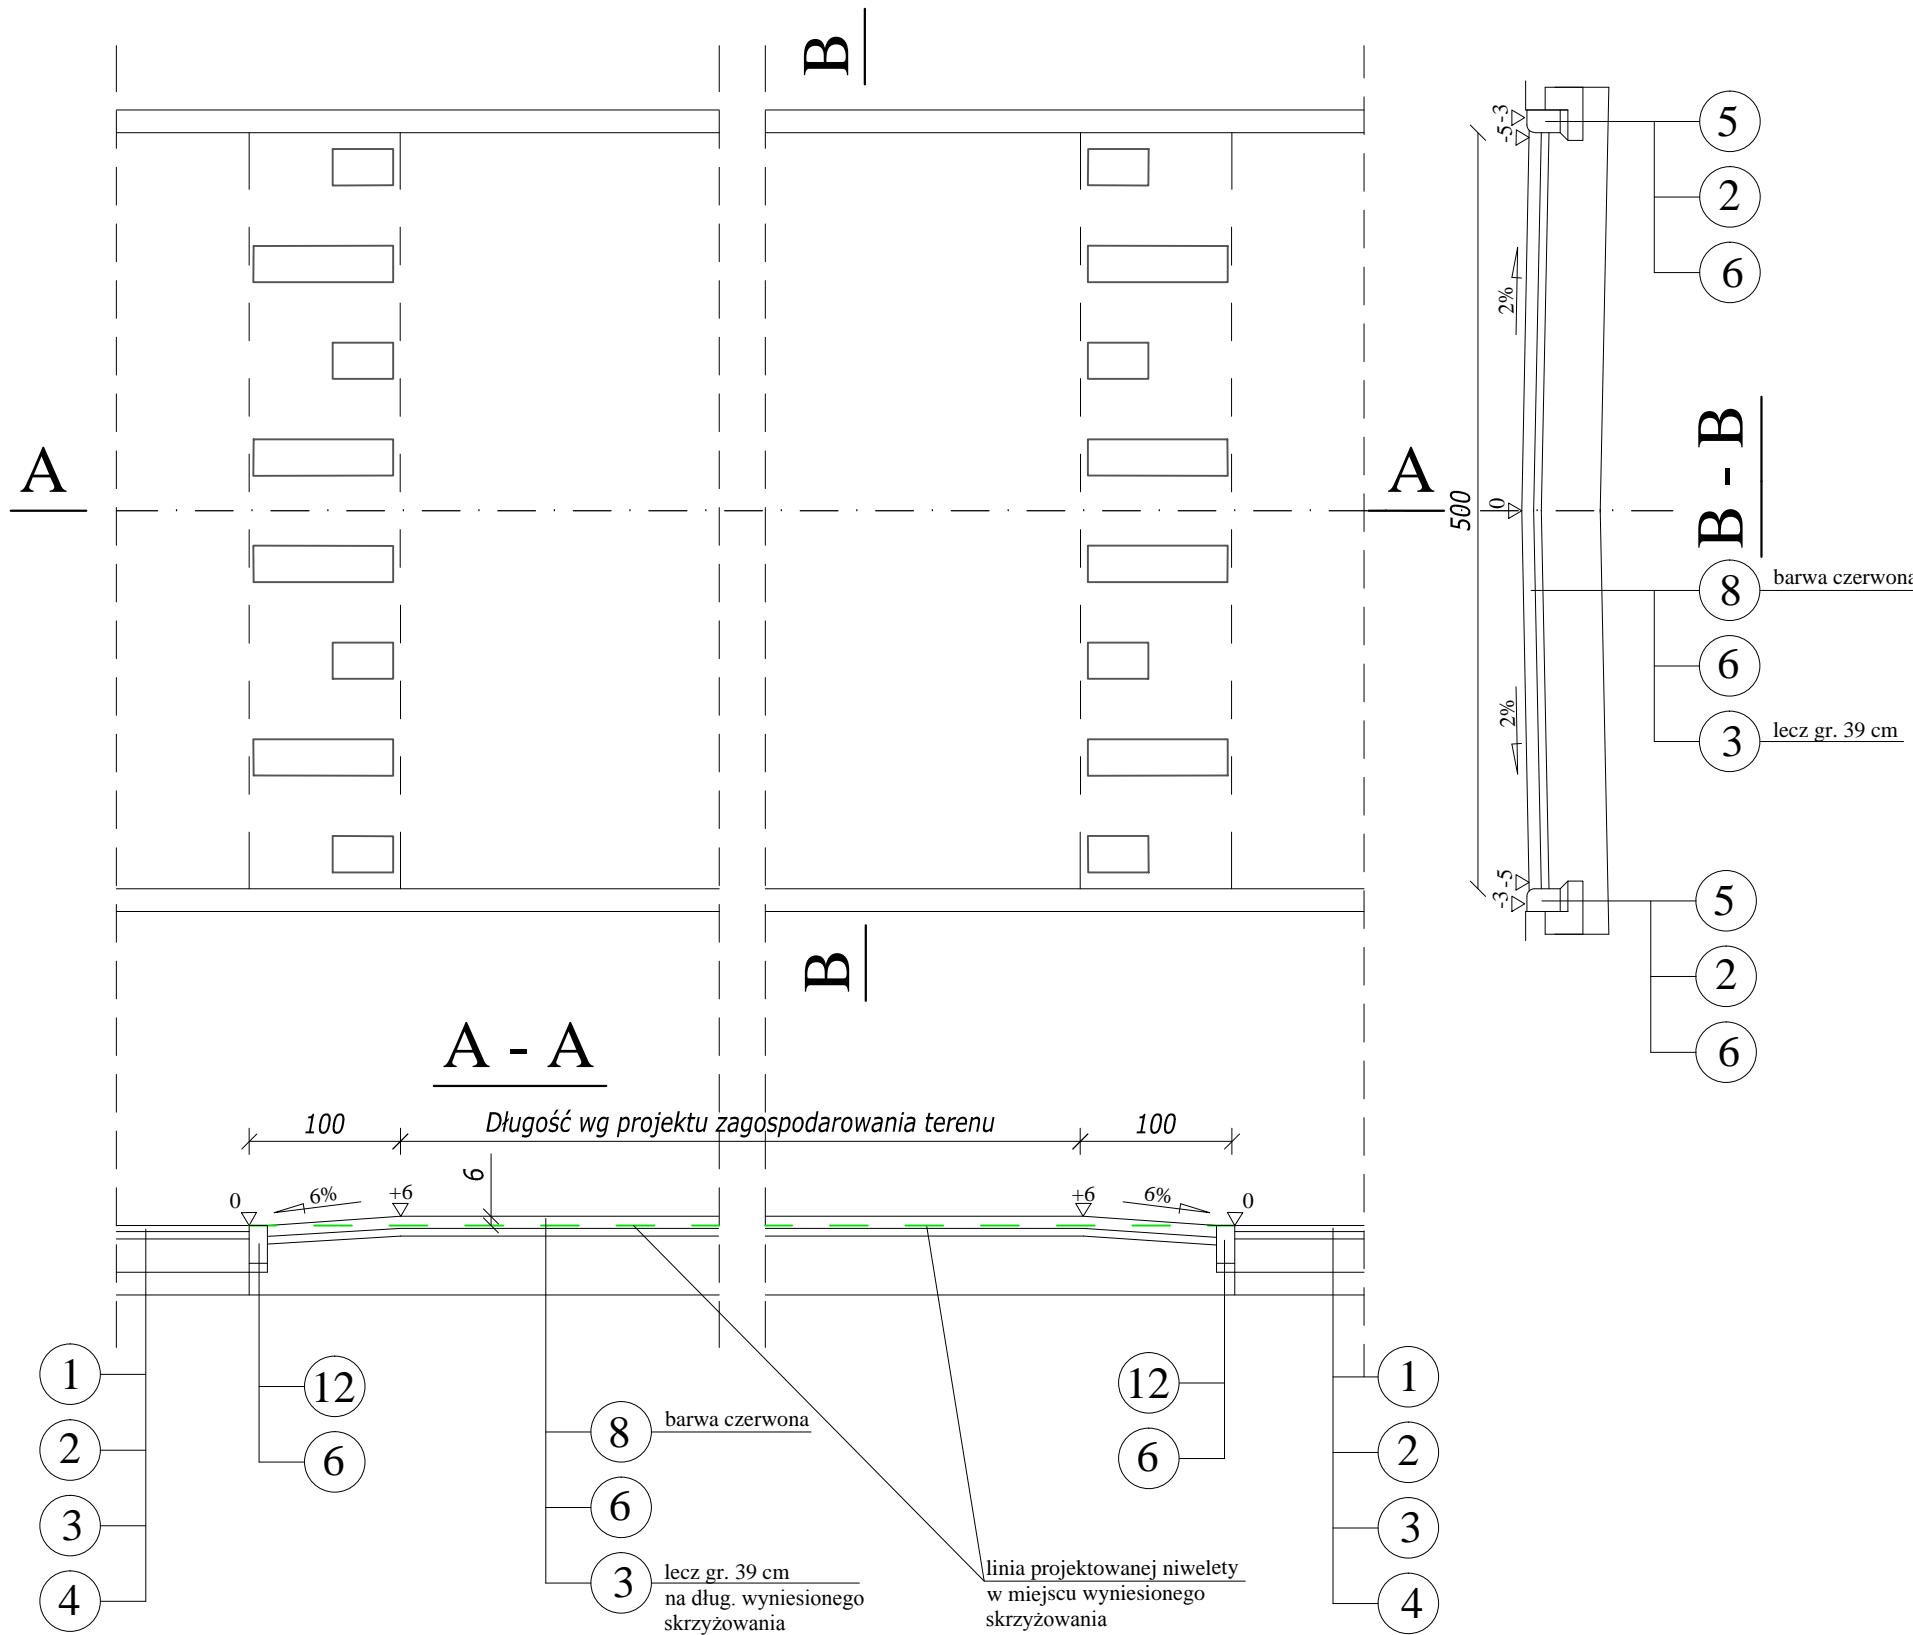 B
A
A
B
A - A
100
Długość wg projektu zagospodarowania terenu
100
6
0
6%
+6
+6
6%
0
1
2
3
4
12
6
8 barwa czerwona
6
3 lecz gr. 39 cm
na dług. wyniesionego
skrzyżowania
linia projektowanej niwelety
w miejscu wyniesionego
skrzyżowania
12
6
1
2
3
4
-3
-5
2%
500
0
2%
-5
-3
B - B
5
2
6
8 barwa czerwona
6
3 lecz gr. 39 cm
5
2
6